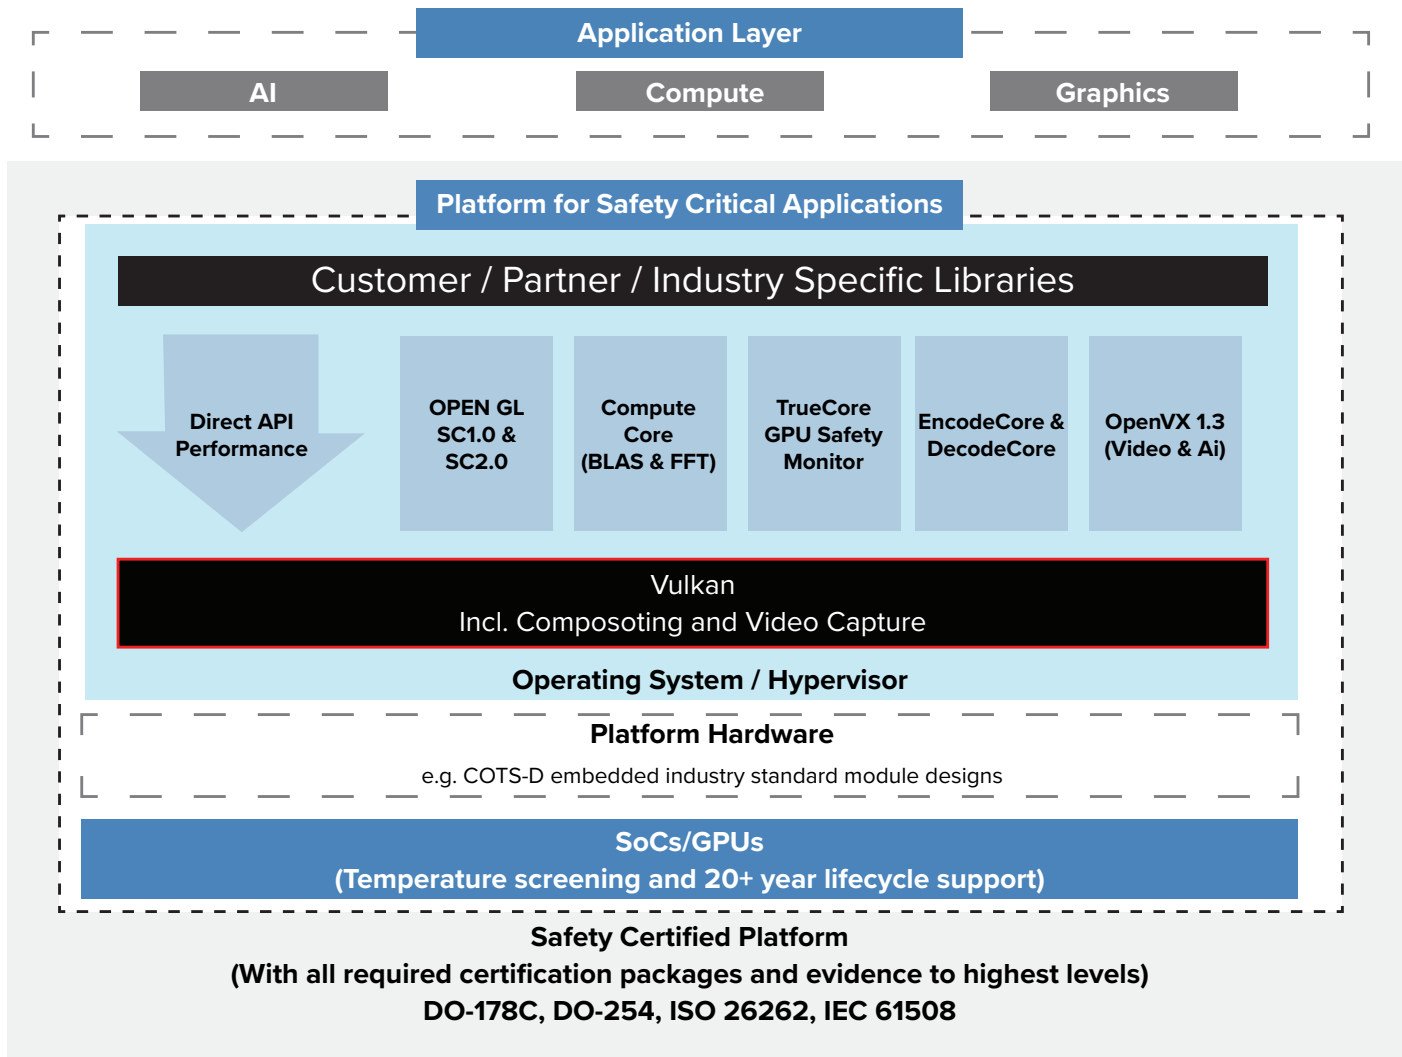 Application Layer
AI
Compute
Graphics
Platform for Safety Critical Applications
Customer / Partner / Industry Specific Libraries
Direct API
Performance
OPEN GL
SC1.0 &
SC2.0
Compute
Core
(BLAS & FFT)
TrueCore
GPU Safety
Monitor
EncodeCore &
DecodeCore
OpenVX 1.3
(Video & Ai)
Vulkan
Incl. Composoting and Video Capture
Operating System / Hypervisor
Platform Hardware
e.g. COTS-D embedded industry standard module designs
SoCs/GPUs
(Temperature screening and 20+ year lifecycle support)
Safety Certified Platform
(With all required certification packages and evidence to highest levels)
DO-178C, DO-254, ISO 26262, IEC 61508